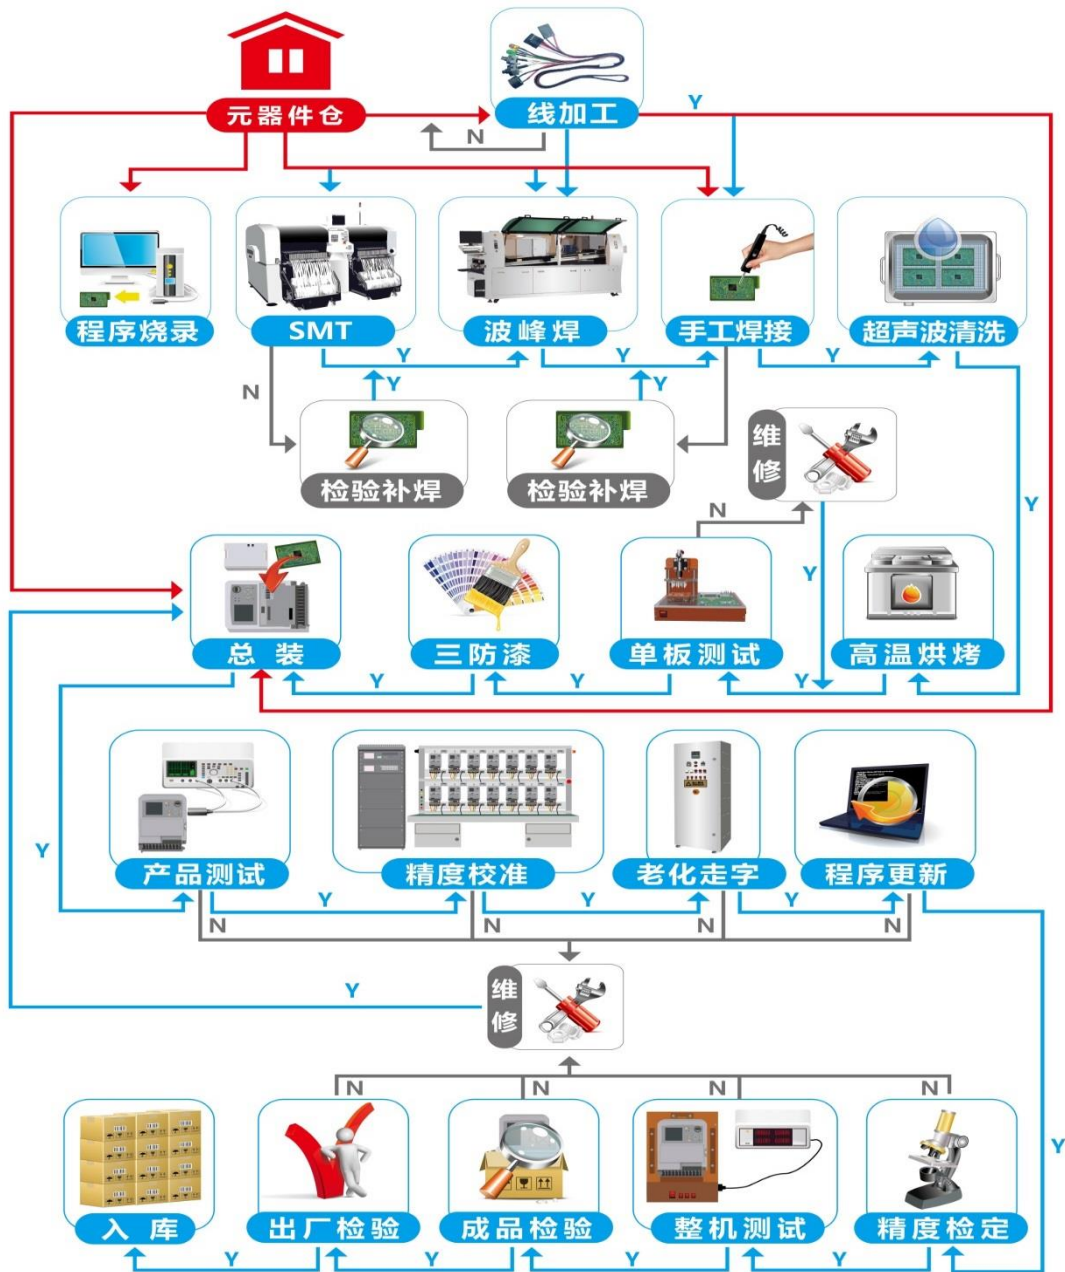 元器件仓
线加工
Y
N
程序烧录
SMT
波峰焊
手工焊接
超声波清洗
Y
Y
Y
N
Y
Y
N
检验补焊
检验补焊
维修
N
Y
Y
总装
三防漆
单板测试
高温烘烤
Y
Y
Y
Y
产品测试
精度校准
老化走字
程序更新
Y
Y
Y
N
N
N
N
Y
维修
N
N
N
N
Y
入库
出厂检验
成品检验
整机测试
精度检定
Y
Y
Y
Y